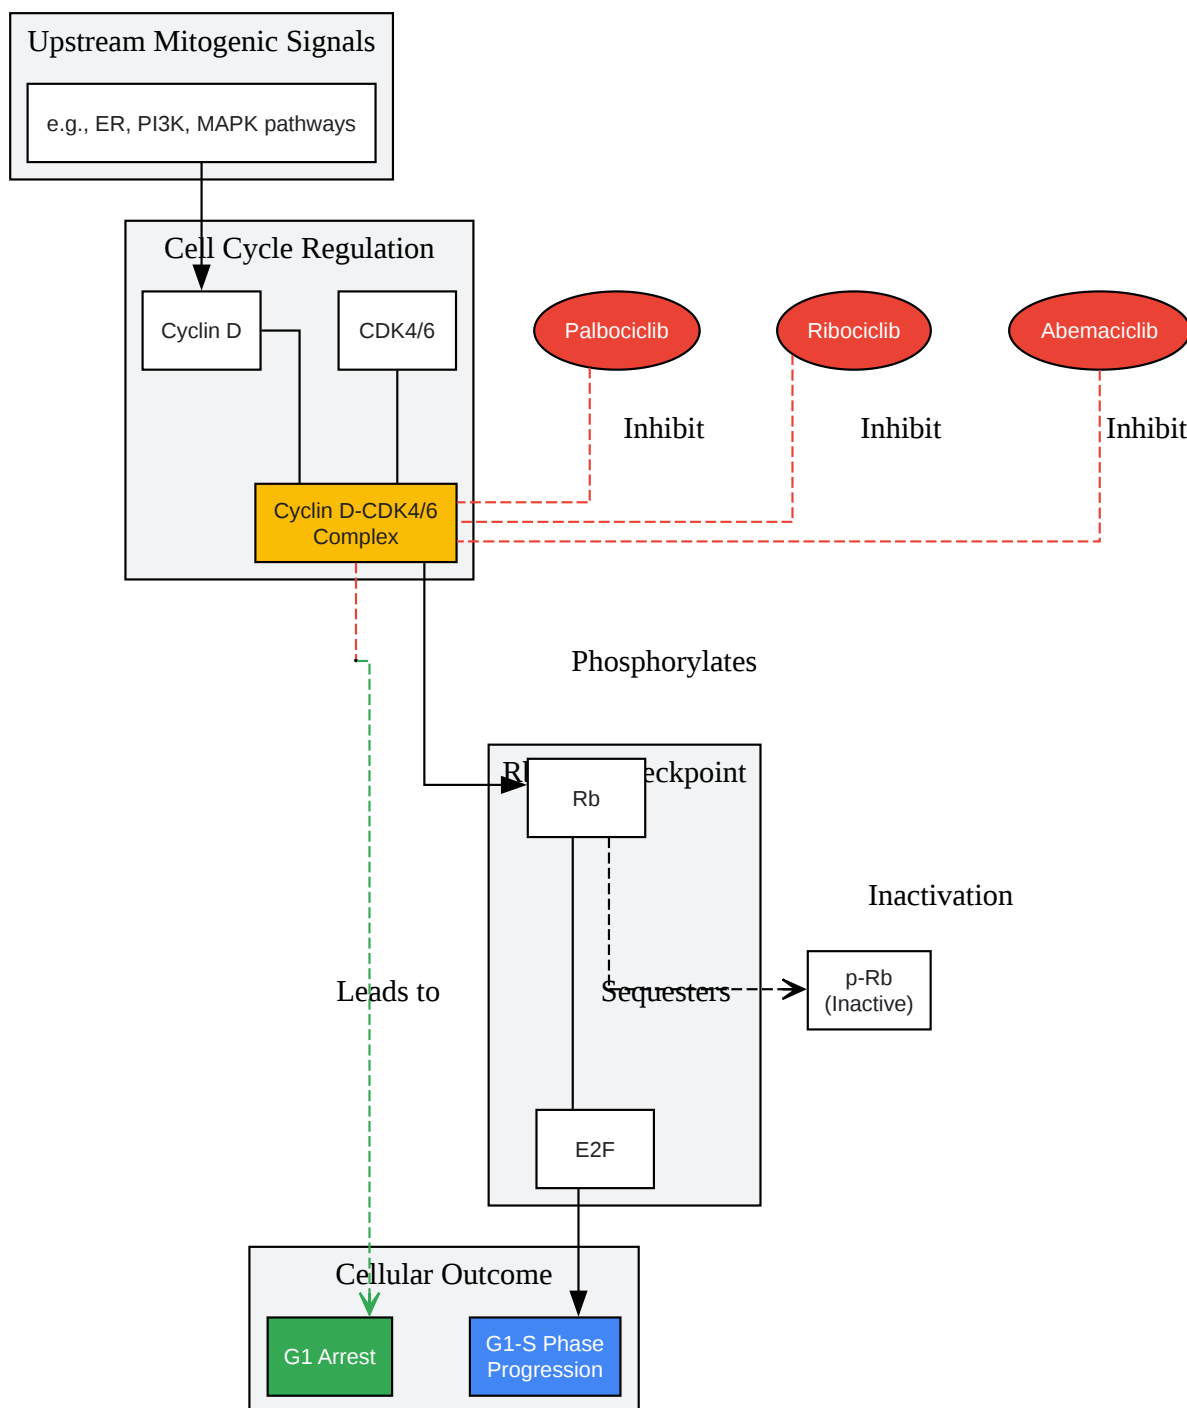 Upstream Mitogenic Signals
e.g., ER, PI3K, MAPK pathways
Cell Cycle Regulation
Cyclin D
CDK4/6
Palbociclib
Ribociclib
Abemaciclib
Inhibit
Inhibit
Inhibit
Cyclin D-CDK4/6
Complex
Phosphorylates
Rb
Inactivation
p-Rb
(Inactive)
Leads to
Sequesters
E2F
Cellular Outcome
G1 Arrest
G1-S Phase
Progression